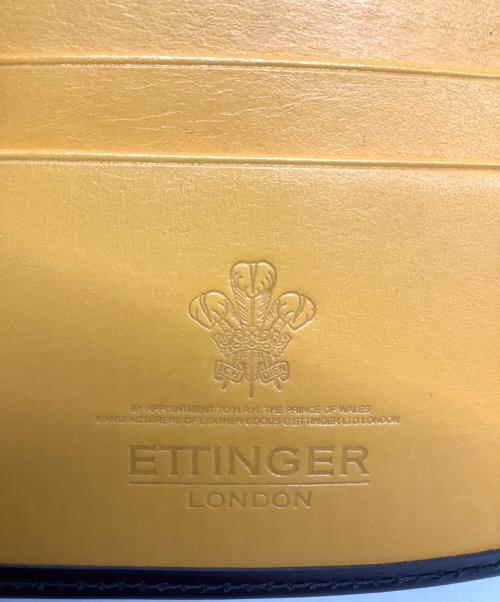 ICH DIEN
BY APPOINTMENT TO H.R.H. THE PRINCE OF WALES
MANUFACTURERS OF LEATHER GOODS G.ETTINGER LTD LONDON
ETTINGER
LONDON